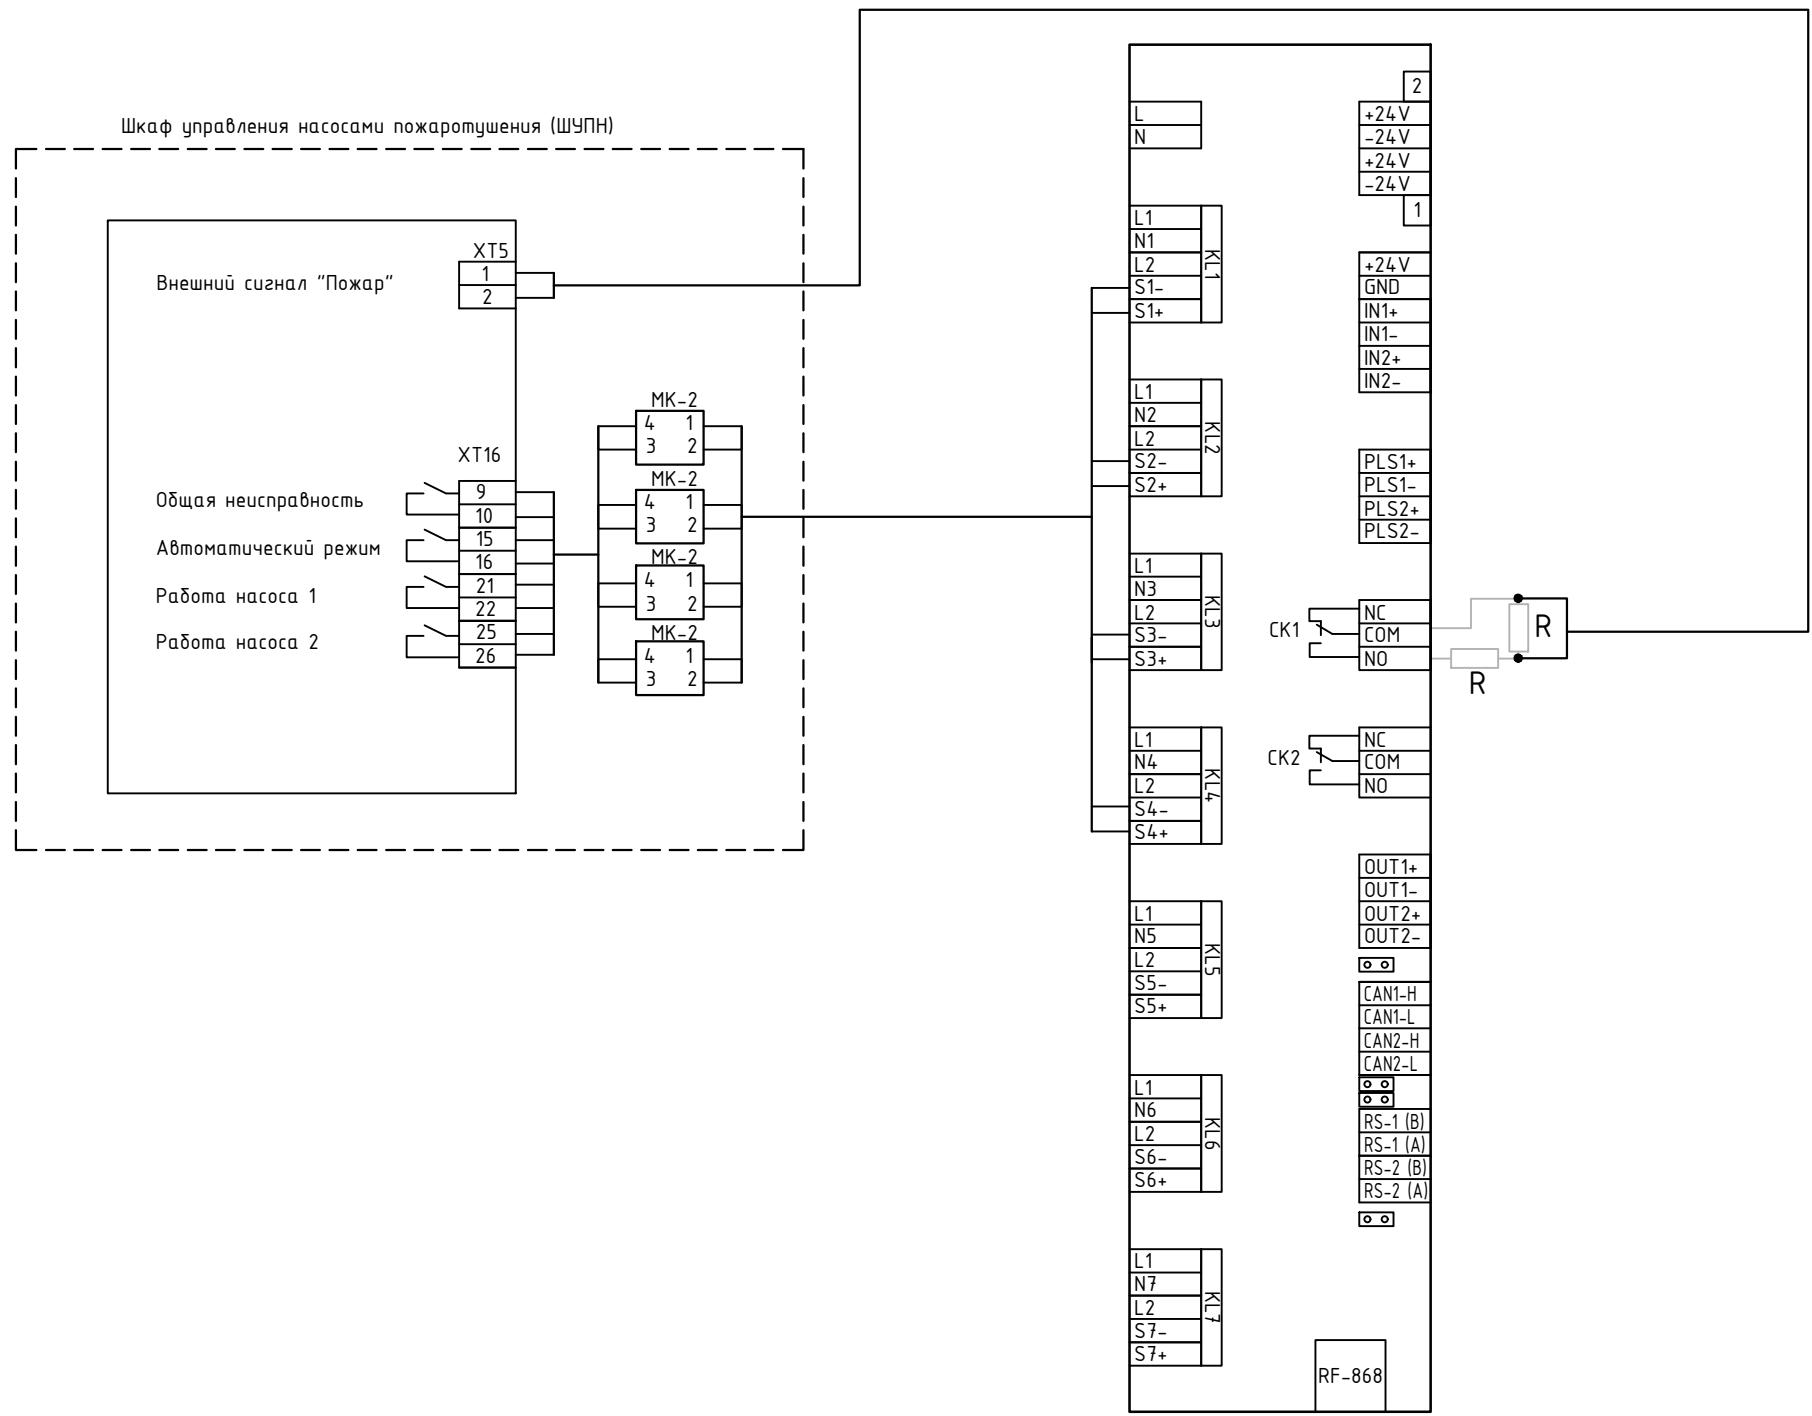 Шкаф управления насосами пожаротушения (ШУПН)
Внешний сигнал "Пожар"
XT5
1
2
XT16
Общая неисправность
9
10
Автоматический режим
15
16
Работа насоса 1
21
22
Работа насоса 2
25
26
МК-2
4 1
3 2
МК-2
4 1
3 2
МК-2
4 1
3 2
МК-2
4 1
3 2
L
N
L1
N1
L2
S1-
S1+
KL1
L1
N2
L2
S2-
S2+
KL2
L1
N3
L2
S3-
S3+
KL3
L1
N4
L2
S4-
S4+
KL4
L1
N5
L2
S5-
S5+
KL5
L1
N6
L2
S6-
S6+
KL6
L1
N7
L2
S7-
S7+
KL7
2
+24V
-24V
+24V
-24V
1
+24V
GND
IN1+
IN1-
IN2+
IN2-
PLS1+
PLS1-
PLS2+
PLS2-
СК1
NC
COM
NO
R
R
СК2
NC
COM
NO
OUT1+
OUT1-
OUT2+
OUT2-
CAN1-H
CAN1-L
CAN2-H
CAN2-L
RS-1 (B)
RS-1 (A)
RS-2 (B)
RS-2 (A)
RF-868